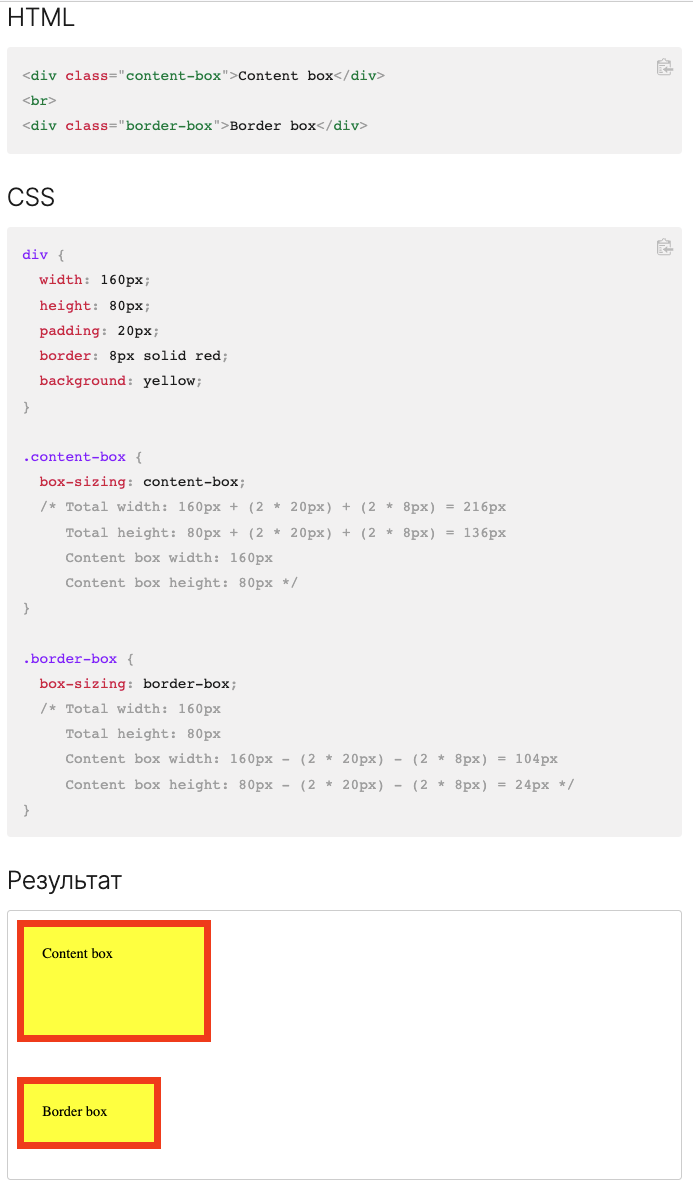 HTML
<div class="content-box">Content box</div>
<br>
<div class="border-box">Border box</div>
CSS
div {
  width: 160px;
  height: 80px;
  padding: 20px;
  border: 8px solid red;
  background: yellow;
}
.content-box {
  box-sizing: content-box;
  /* Total width: 160px + (2 * 20px) + (2 * 8px) = 216px
     Total height: 80px + (2 * 20px) + (2 * 8px) = 136px
     Content box width: 160px
     Content box height: 80px */
}
.border-box {
  box-sizing: border-box;
  /* Total width: 160px
     Total height: 80px
     Content box width: 160px - (2 * 20px) - (2 * 8px) = 104px
     Content box height: 80px - (2 * 20px) - (2 * 8px) = 24px */
}
Результат
Content box
Border box